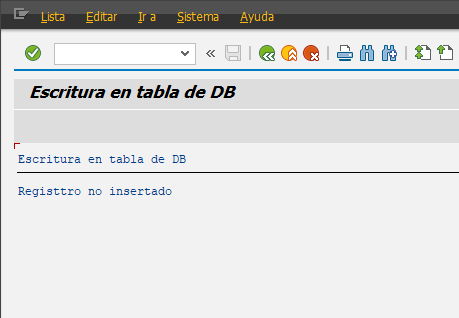 Lista Editar Ir a Sistema Ayuda
Escritura en tabla de DB
Escritura en tabla de DB
Registtro no insertado